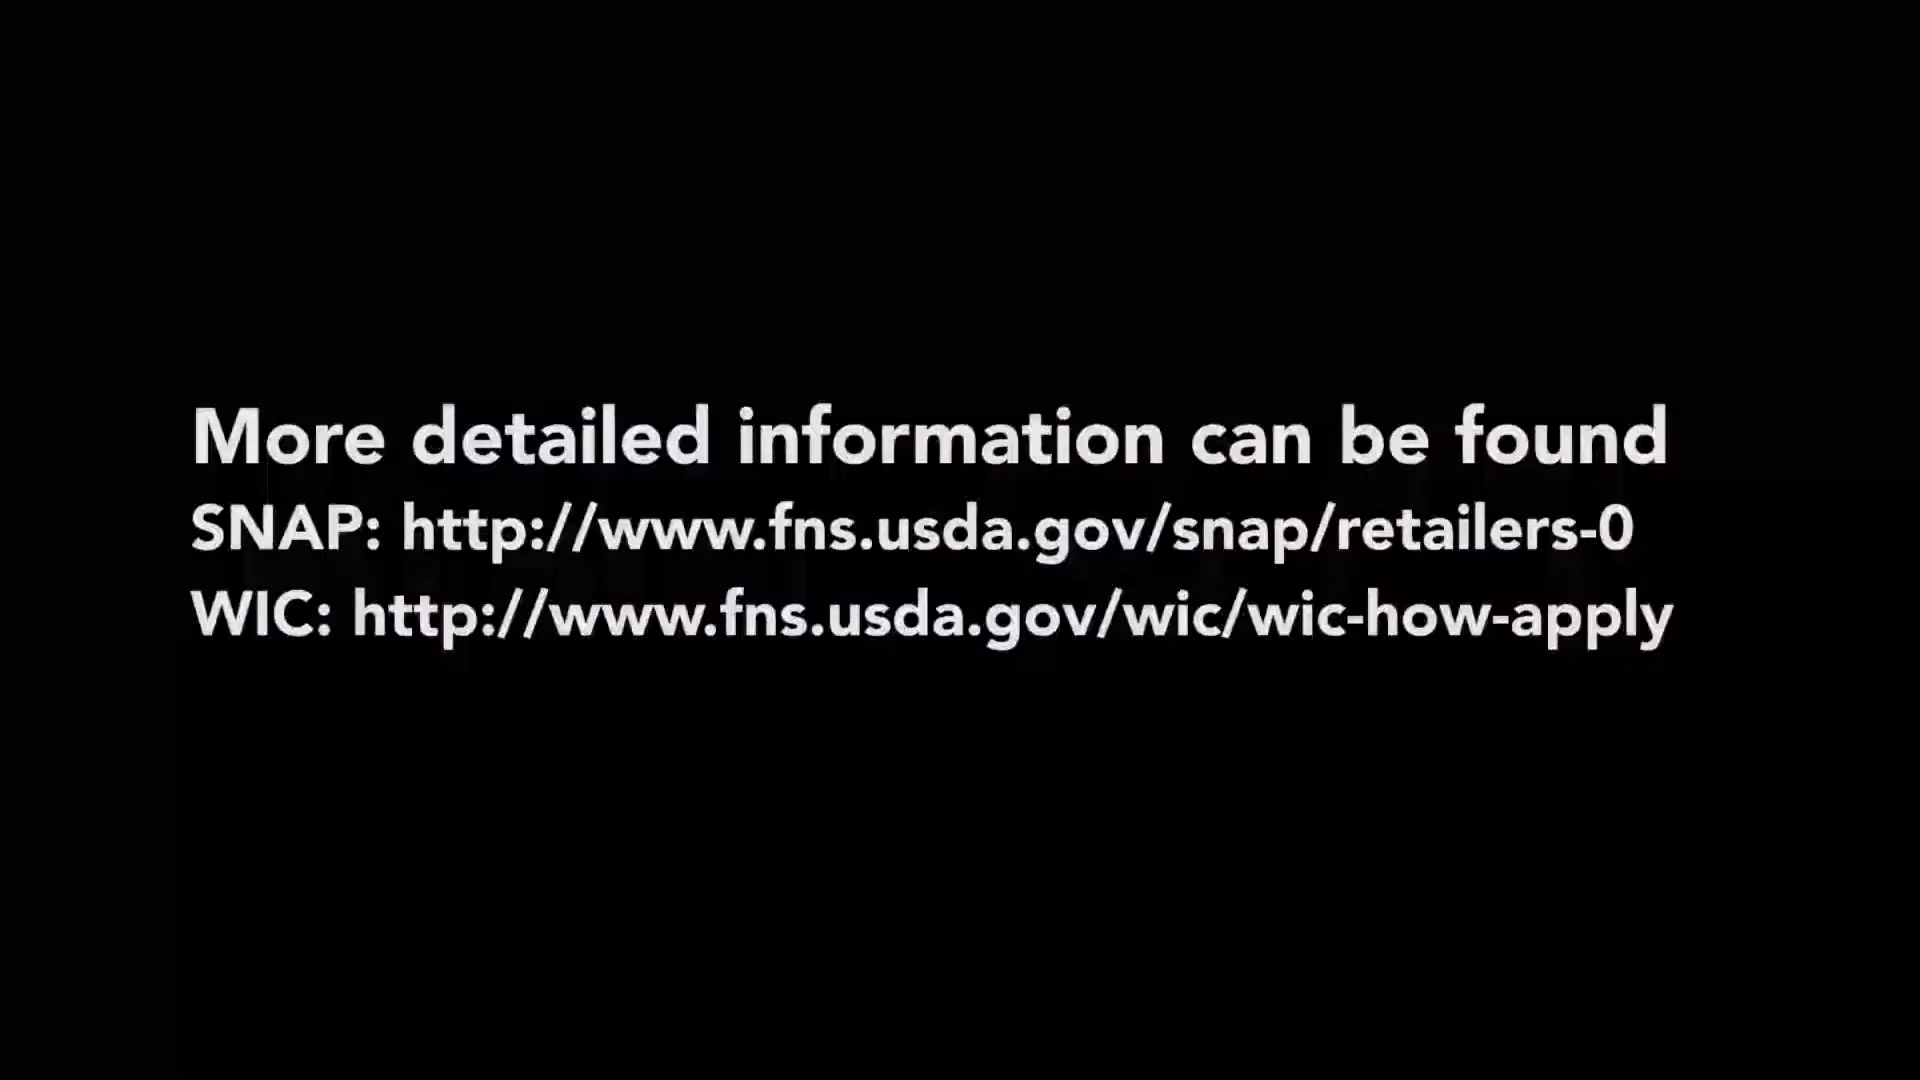 More detailed information can be found
SNAP: http://www.fns.usda.gov/snap/retailers-0
WIC: http://www.fns.usda.gov/wic/wic-how-apply